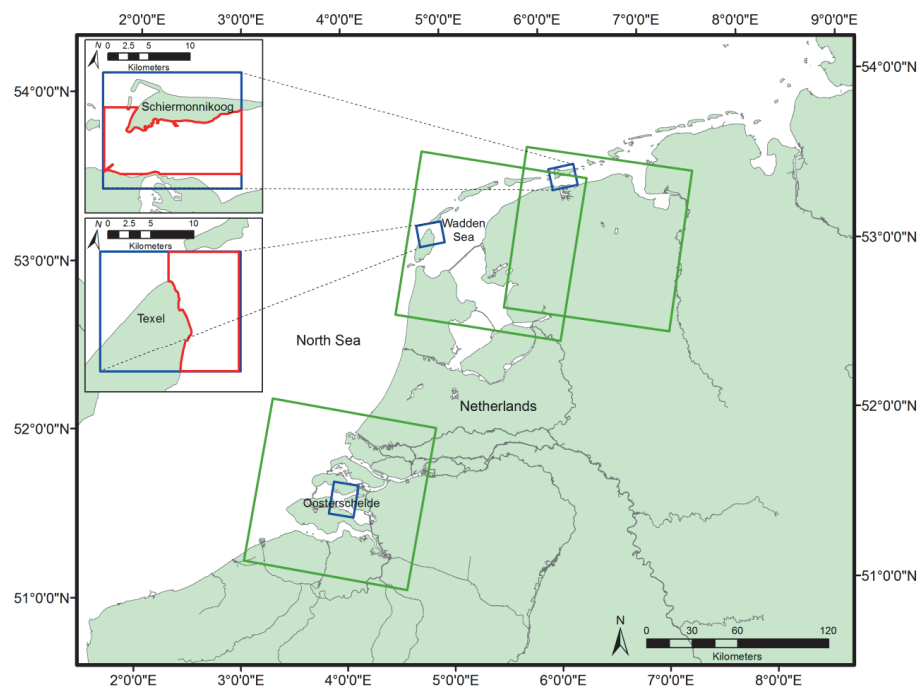 2°0'0"E 3°0'0"E 4°0'0"E 5°0'0"E 6°0'0"E 7°0'0"E 8°0'0"E 9°0'0"E
N
0 2.5 5 10
Kilometers
Schiermonnikoog
N
0 2.5 5 10
Kilometers
Texel
54°0'0"N
54°0'0"N
53°0'0"N
53°0'0"N
52°0'0"N
52°0'0"N
51°0'0"N
51°0'0"N
Wadden
Sea
North Sea
Netherlands
Oosterschelde
N
0 30 60 120
Kilometers
2°0'0"E 3°0'0"E 4°0'0"E 5°0'0"E 6°0'0"E 7°0'0"E 8°0'0"E